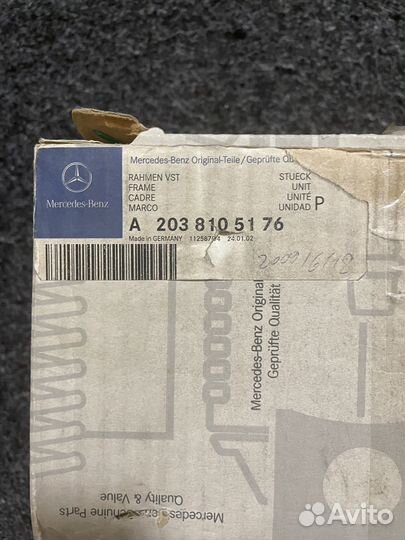 Mercedes-Benz Original-Teile/Geprüfte Qu
Mercedes-Benz
RAHMEN VST
FRAME
CADRE
MARCO
STUECK
UNIT
UNITÉ
UNIDAD P
A 203 810 51 76
Made in GERMANY 24.01.02
Mercedes-Benz Original
Geprüfte Qualität
Quality & Value
Avito